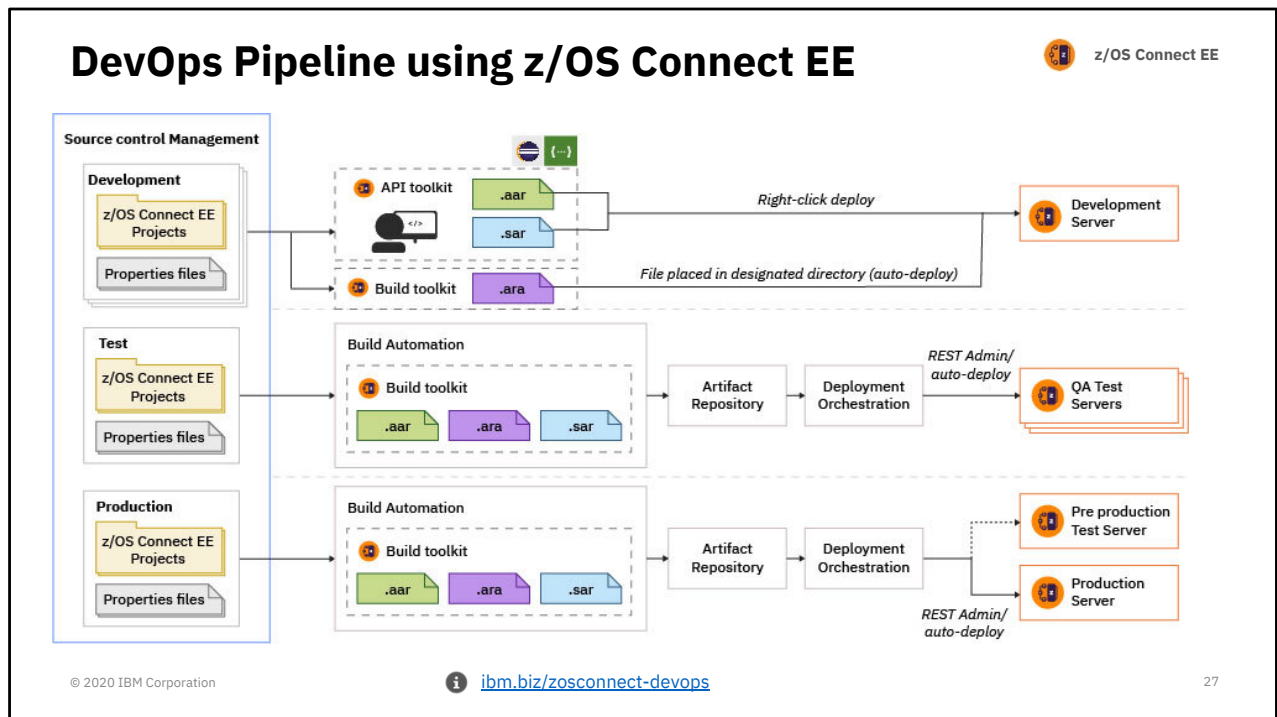 DevOps Pipeline using z/OS Connect EE
z/OS Connect EE
Source control Management
Development
z/OS Connect EE
Projects
Properties files
API toolkit
</>
{...}
.aar
.sar
Right-click deploy
Development
Server
Build toolkit
.ara
File placed in designated directory (auto-deploy)
Test
z/OS Connect EE
Projects
Properties files
Build Automation
Build toolkit
.aar
.ara
.sar
Artifact
Repository
Deployment
Orchestration
REST Admin/
auto-deploy
QA Test
Servers
Production
z/OS Connect EE
Projects
Properties files
Build Automation
Build toolkit
.aar
.ara
.sar
Artifact
Repository
Deployment
Orchestration
Pre production
Test Server
Production
Server
REST Admin/
auto-deploy
© 2020 IBM Corporation
ibm.biz/zosconnect-devops
27